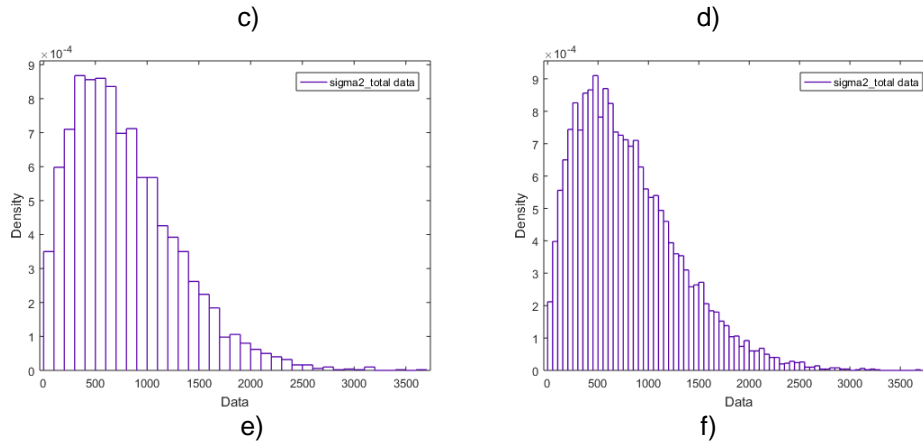 c) d)
×10⁻⁴ ×10⁻⁴
sigma2_total data sigma2_total data
9 9
8 8
7 7
6 6
5 5
4 4
3 3
2 2
1 1
0 0
Density Density
0 500 1000 1500 2000 2500 3000 3500 0 500 1000 1500 2000 2500 3000 3500
Data Data
e) f)